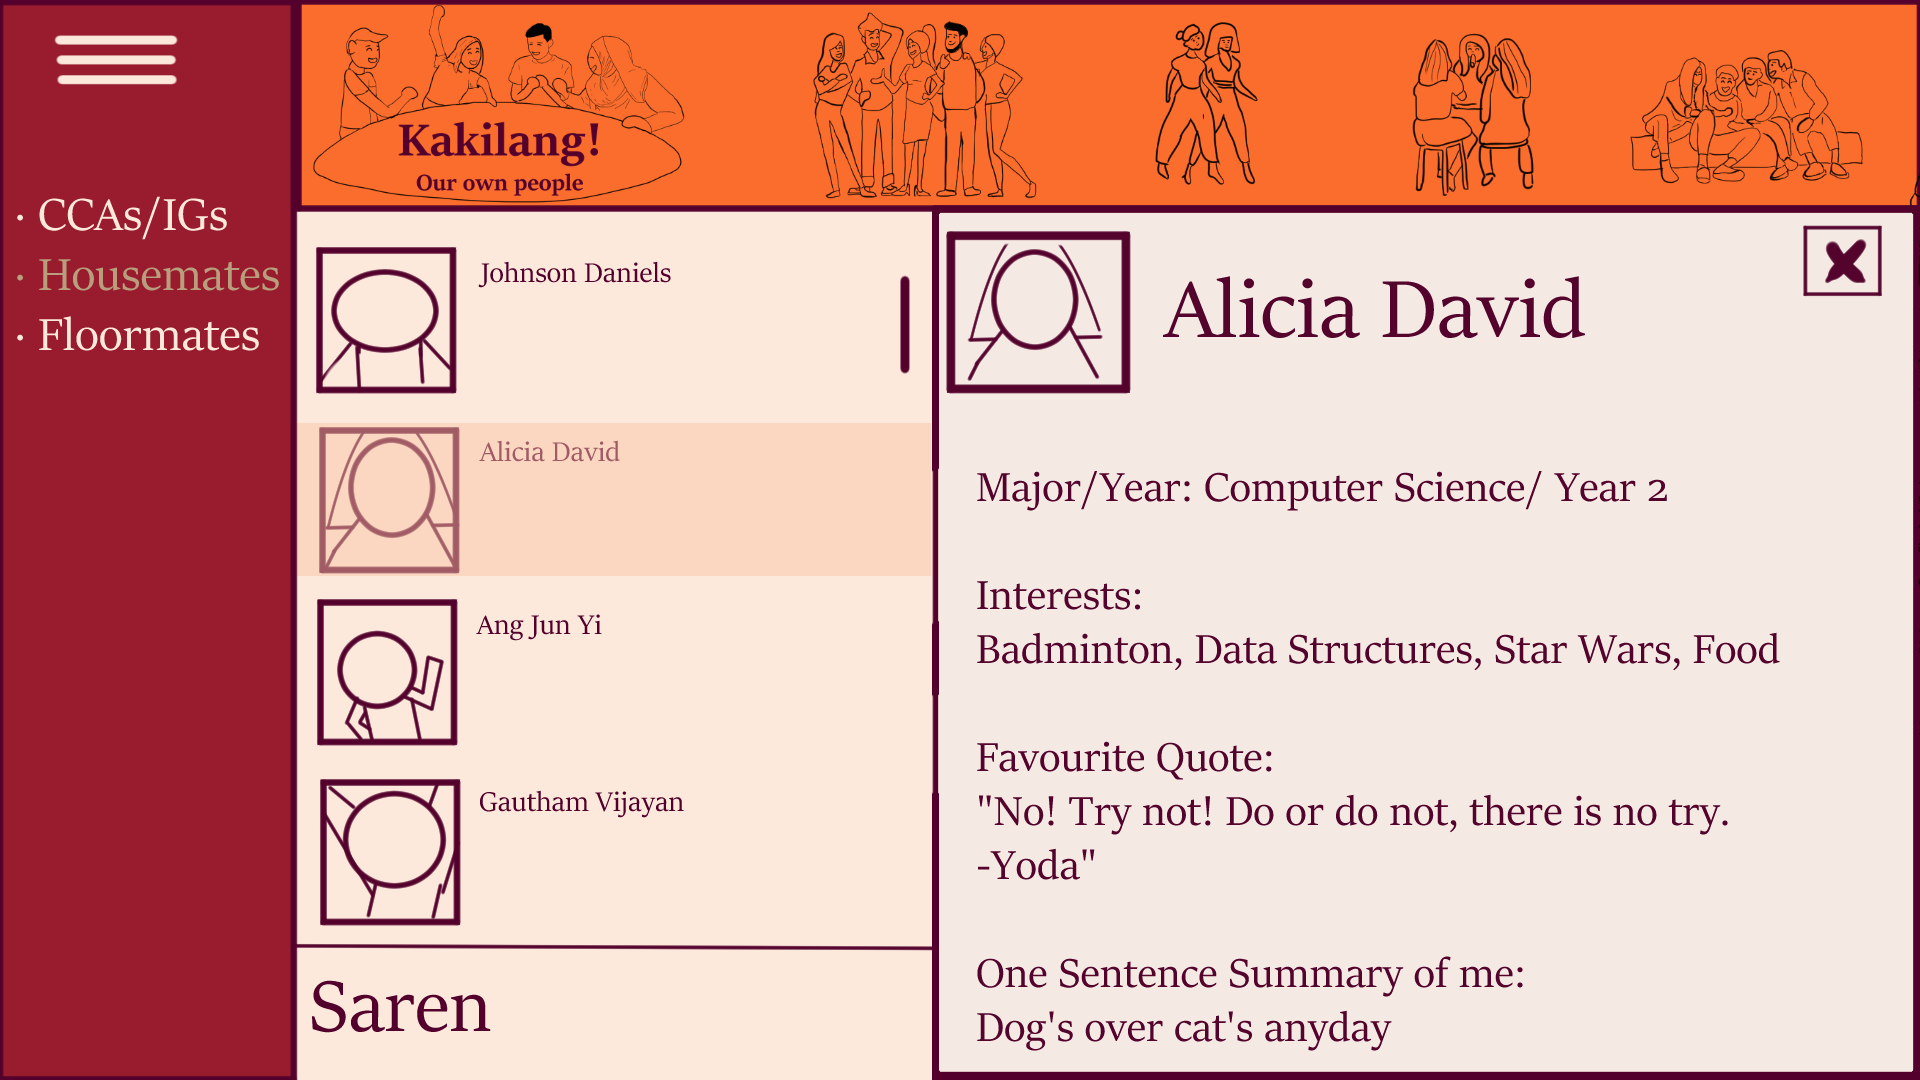 Kakilang!
Our own people
· CCAs/IGs
· Housemates
· Floormates
Johnson Daniels
Alicia David
Ang Jun Yi
Gautham Vijayan
Saren
Alicia David
Major/Year: Computer Science/ Year 2
Interests:
Badminton, Data Structures, Star Wars, Food
Favourite Quote:
"No! Try not! Do or do not, there is no try.
-Yoda"
One Sentence Summary of me:
Dog's over cat's anyday